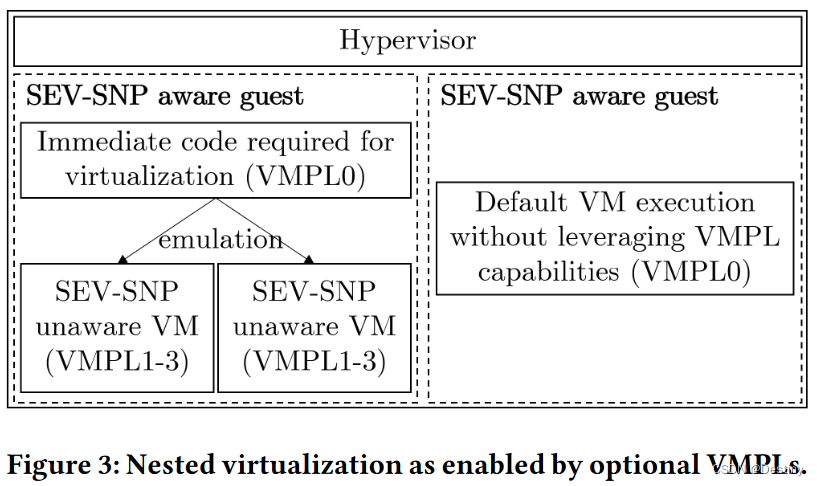 Hypervisor
SEV-SNP aware guest
Immediate code required for
virtualization (VMPL0)
emulation
SEV-SNP
unaware VM
(VMPL1-3)
SEV-SNP
unaware VM
(VMPL1-3)
SEV-SNP aware guest
Default VM execution
without leveraging VMPL
capabilities (VMPL0)
Figure 3: Nested virtualization as enabled by optional VMPLs.